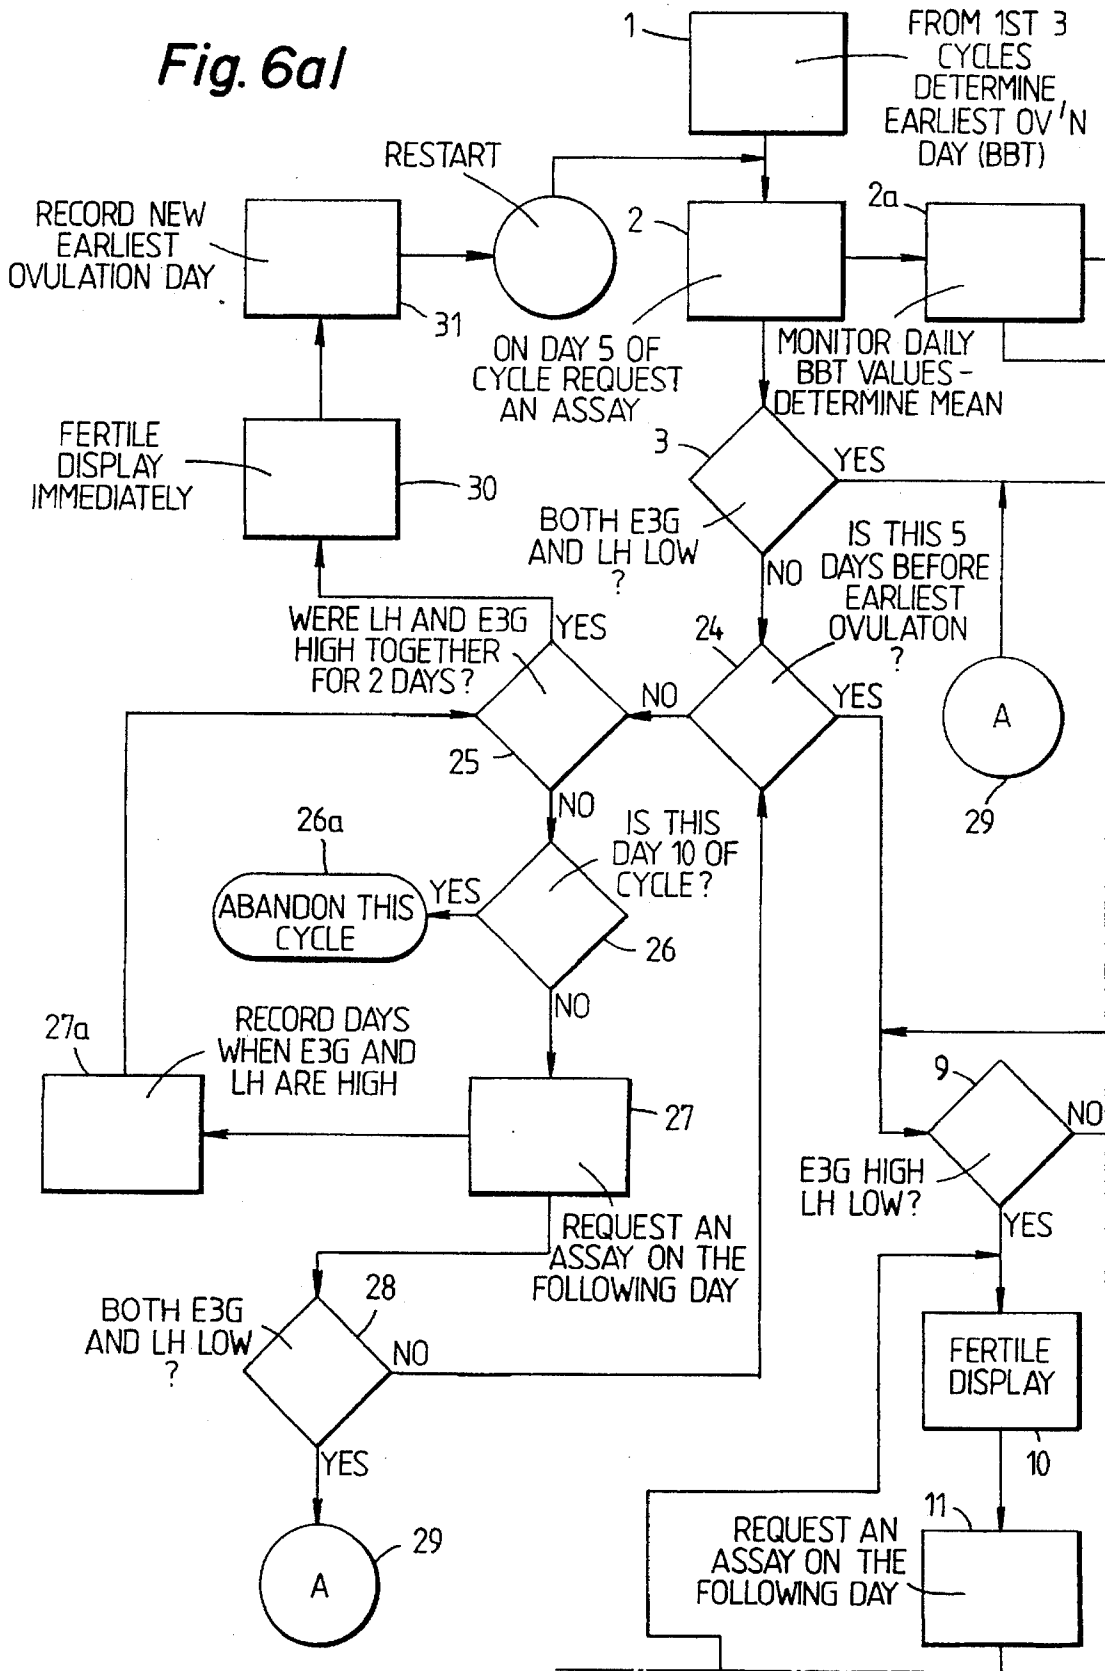 Fig. 6a1
1
FROM 1ST 3
CYCLES
DETERMINE
EARLIEST OV'N
DAY (BBT)
RESTART
RECORD NEW
EARLIEST
OVULATION DAY
31
2
2a
ON DAY 5 OF
CYCLE REQUEST
AN ASSAY
MONITOR DAILY
BBT VALUES-
DETERMINE MEAN
FERTILE
DISPLAY
IMMEDIATELY
30
3
YES
BOTH E3G
AND LH LOW
?
NO
IS THIS 5
DAYS BEFORE
EARLIEST
OVULATON
?
WERE LH AND E3G
HIGH TOGETHER
FOR 2 DAYS?
YES
24
NO
YES
25
NO
A
29
26a
IS THIS
DAY 10 OF
CYCLE?
YES
ABANDON THIS
CYCLE
26
NO
27a
RECORD DAYS
WHEN E3G AND
LH ARE HIGH
27
9
NO
E3G HIGH
LH LOW?
YES
REQUEST AN
ASSAY ON THE
FOLLOWING DAY
BOTH E3G
AND LH LOW
?
28
NO
YES
FERTILE
DISPLAY
10
11
REQUEST AN
ASSAY ON THE
FOLLOWING DAY
A
29